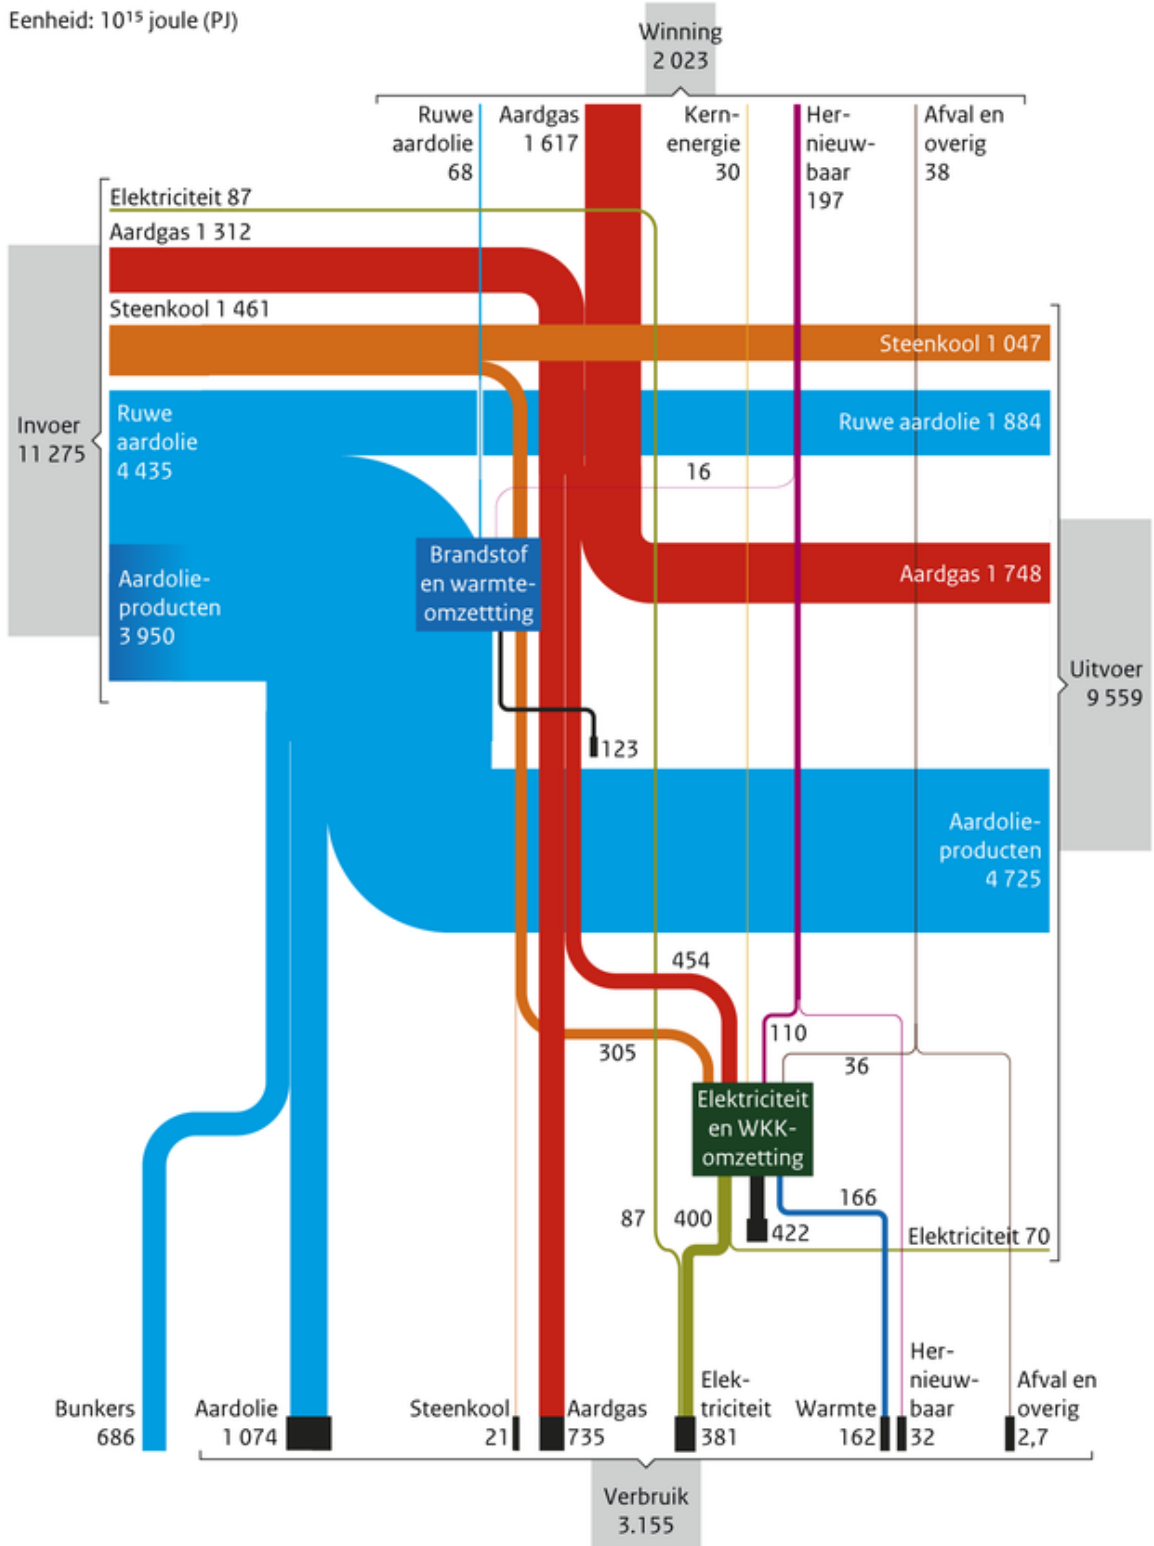 Eenheid: 10¹⁵ joule (PJ)
Winning
2 023
Ruwe
aardolie
68
Aardgas
1 617
Kern-
energie
30
Her-
nieuw-
baar
197
Afval en
overig
38
Elektriciteit 87
Aardgas 1 312
Steenkool 1 461
Ruwe
aardolie
4 435
Aardolie-
producten
3 950
Invoer
11 275
Steenkool 1 047
Ruwe aardolie 1 884
16
Brandstof
en warmte-
omzettting
Aardgas 1 748
Uitvoer
9 559
123
Aardolie-
producten
4 725
454
305
110
36
Elektriciteit
en WKK-
omzetting
87
400
422
166
Elektriciteit 70
Bunkers
686
Aardolie
1 074
Steenkool
21
Aardgas
735
Elek-
triciteit
381
Warmte
162
Her-
nieuw-
baar
32
Afval en
overig
2,7
Verbruik
3.155